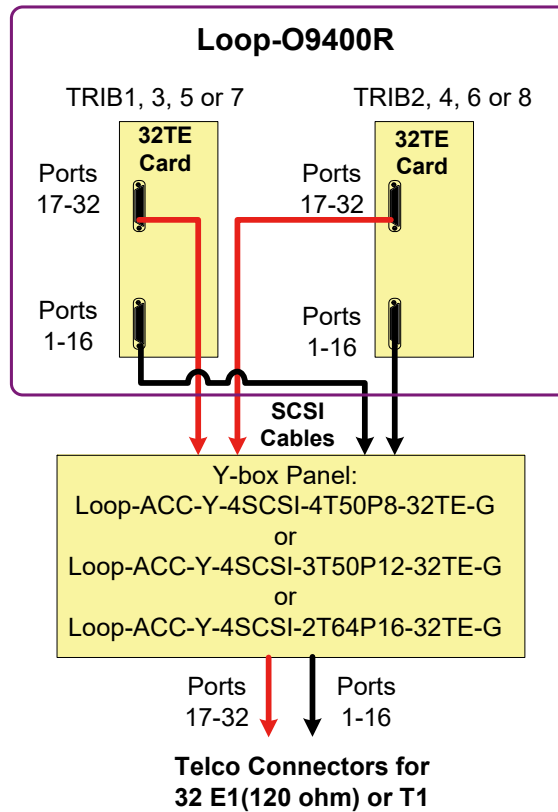 Loop-O9400R
TRIB1, 3, 5 or 7
TRIB2, 4, 6 or 8
32TE
Card
32TE
Card
Ports
17-32
Ports
17-32
Ports
1-16
Ports
1-16
SCSI
Cables
Y-box Panel:
Loop-ACC-Y-4SCSI-4T50P8-32TE-G
or
Loop-ACC-Y-4SCSI-3T50P12-32TE-G
or
Loop-ACC-Y-4SCSI-2T64P16-32TE-G
Ports
17-32
Ports
1-16
Telco Connectors for
32 E1(120 ohm) or T1